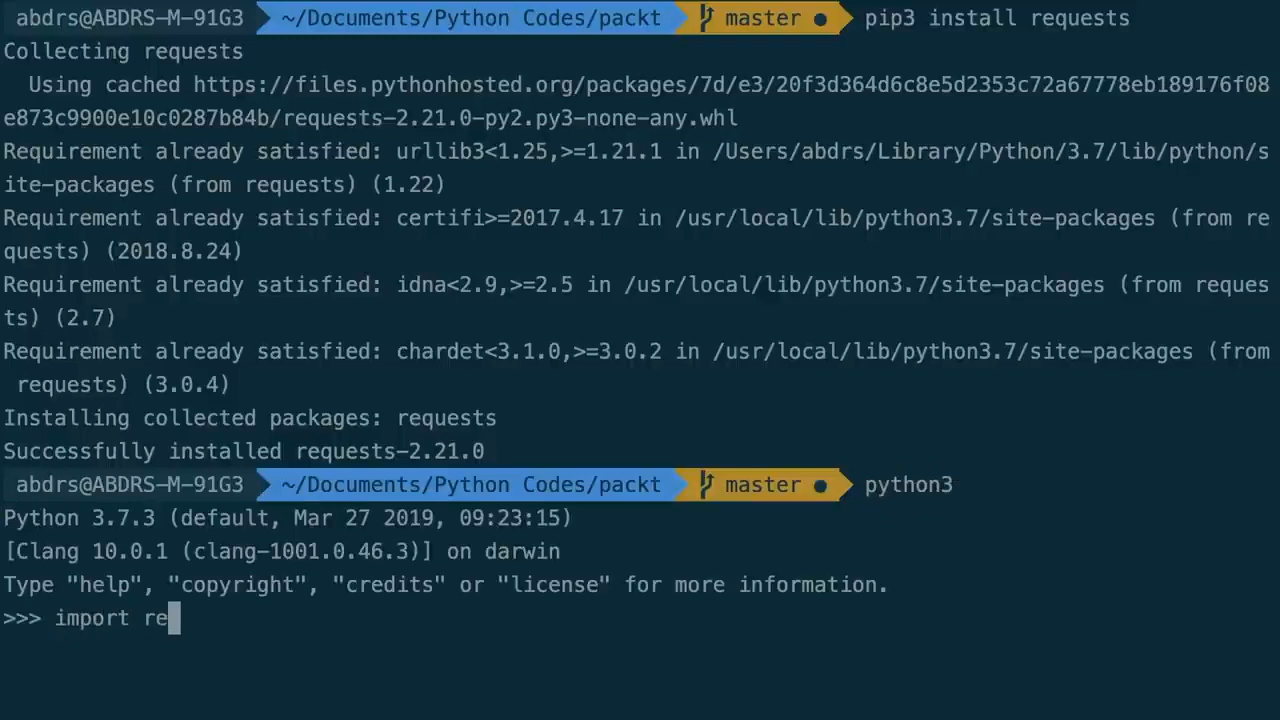 abdrs@ABDRS-M-91G3 ~/Documents/Python Codes/packt master ● pip3 install requests
Collecting requests
  Using cached https://files.pythonhosted.org/packages/7d/e3/20f3d364d6c8e5d2353c72a67778eb189176f08
e873c9900e10c0287b84b/requests-2.21.0-py2.py3-none-any.whl
Requirement already satisfied: urllib3<1.25,>=1.21.1 in /Users/abdrs/Library/Python/3.7/lib/python/s
ite-packages (from requests) (1.22)
Requirement already satisfied: certifi>=2017.4.17 in /usr/local/lib/python3.7/site-packages (from re
quests) (2018.8.24)
Requirement already satisfied: idna<2.9,>=2.5 in /usr/local/lib/python3.7/site-packages (from reques
ts) (2.7)
Requirement already satisfied: chardet<3.1.0,>=3.0.2 in /usr/local/lib/python3.7/site-packages (from
 requests) (3.0.4)
Installing collected packages: requests
Successfully installed requests-2.21.0
abdrs@ABDRS-M-91G3 ~/Documents/Python Codes/packt master ● python3
Python 3.7.3 (default, Mar 27 2019, 09:23:15)
[Clang 10.0.1 (clang-1001.0.46.3)] on darwin
Type "help", "copyright", "credits" or "license" for more information.
>>> import re